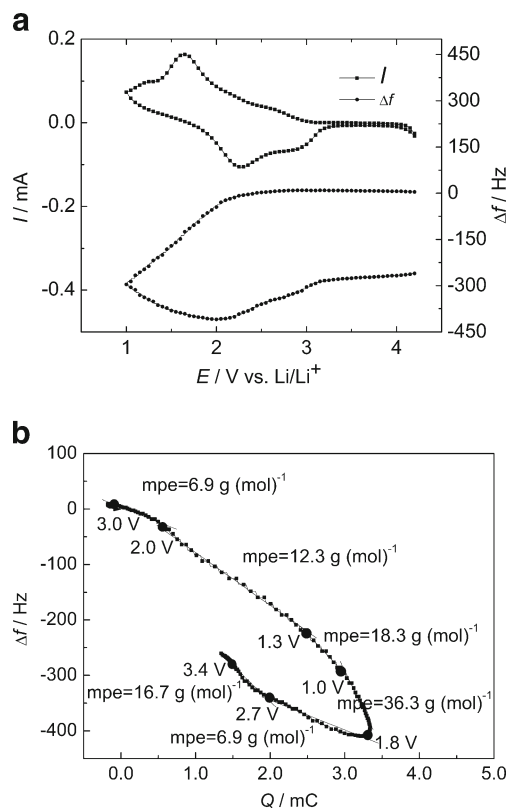 a
0.2
0.0
-0.2
-0.4
I / mA
450
300
150
0
-150
-300
-450
Δf / Hz
I
Δf
1
2
3
4
E / V vs. Li/Li⁺
b
100
0
-100
-200
-300
-400
Δf / Hz
mpe=6.9 g (mol)⁻¹
3.0 V
2.0 V
mpe=12.3 g (mol)⁻¹
1.3 V
mpe=18.3 g (mol)⁻¹
3.4 V
1.0 V
mpe=16.7 g (mol)⁻¹
mpe=36.3 g (mol)⁻¹
2.7 V
mpe=6.9 g (mol)⁻¹
1.8 V
0.0
1.0
2.0
3.0
4.0
5.0
Q / mC